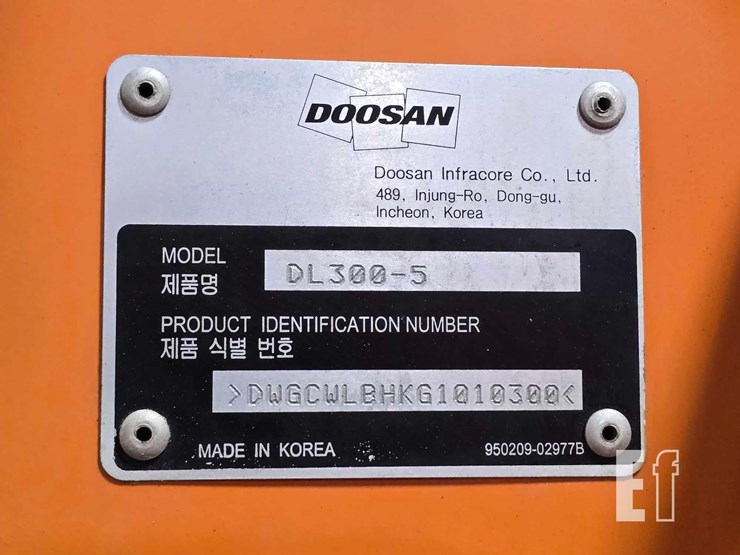 DOOSAN
Doosan Infracore Co., Ltd.
489, Injung-Ro, Dong-gu,
Incheon, Korea
MODEL
제품명
DL300-5
PRODUCT IDENTIFICATION NUMBER
제품 식별 번호
>DWGCWLBHKG1010300<
MADE IN KOREA
950209-02977B
Ef